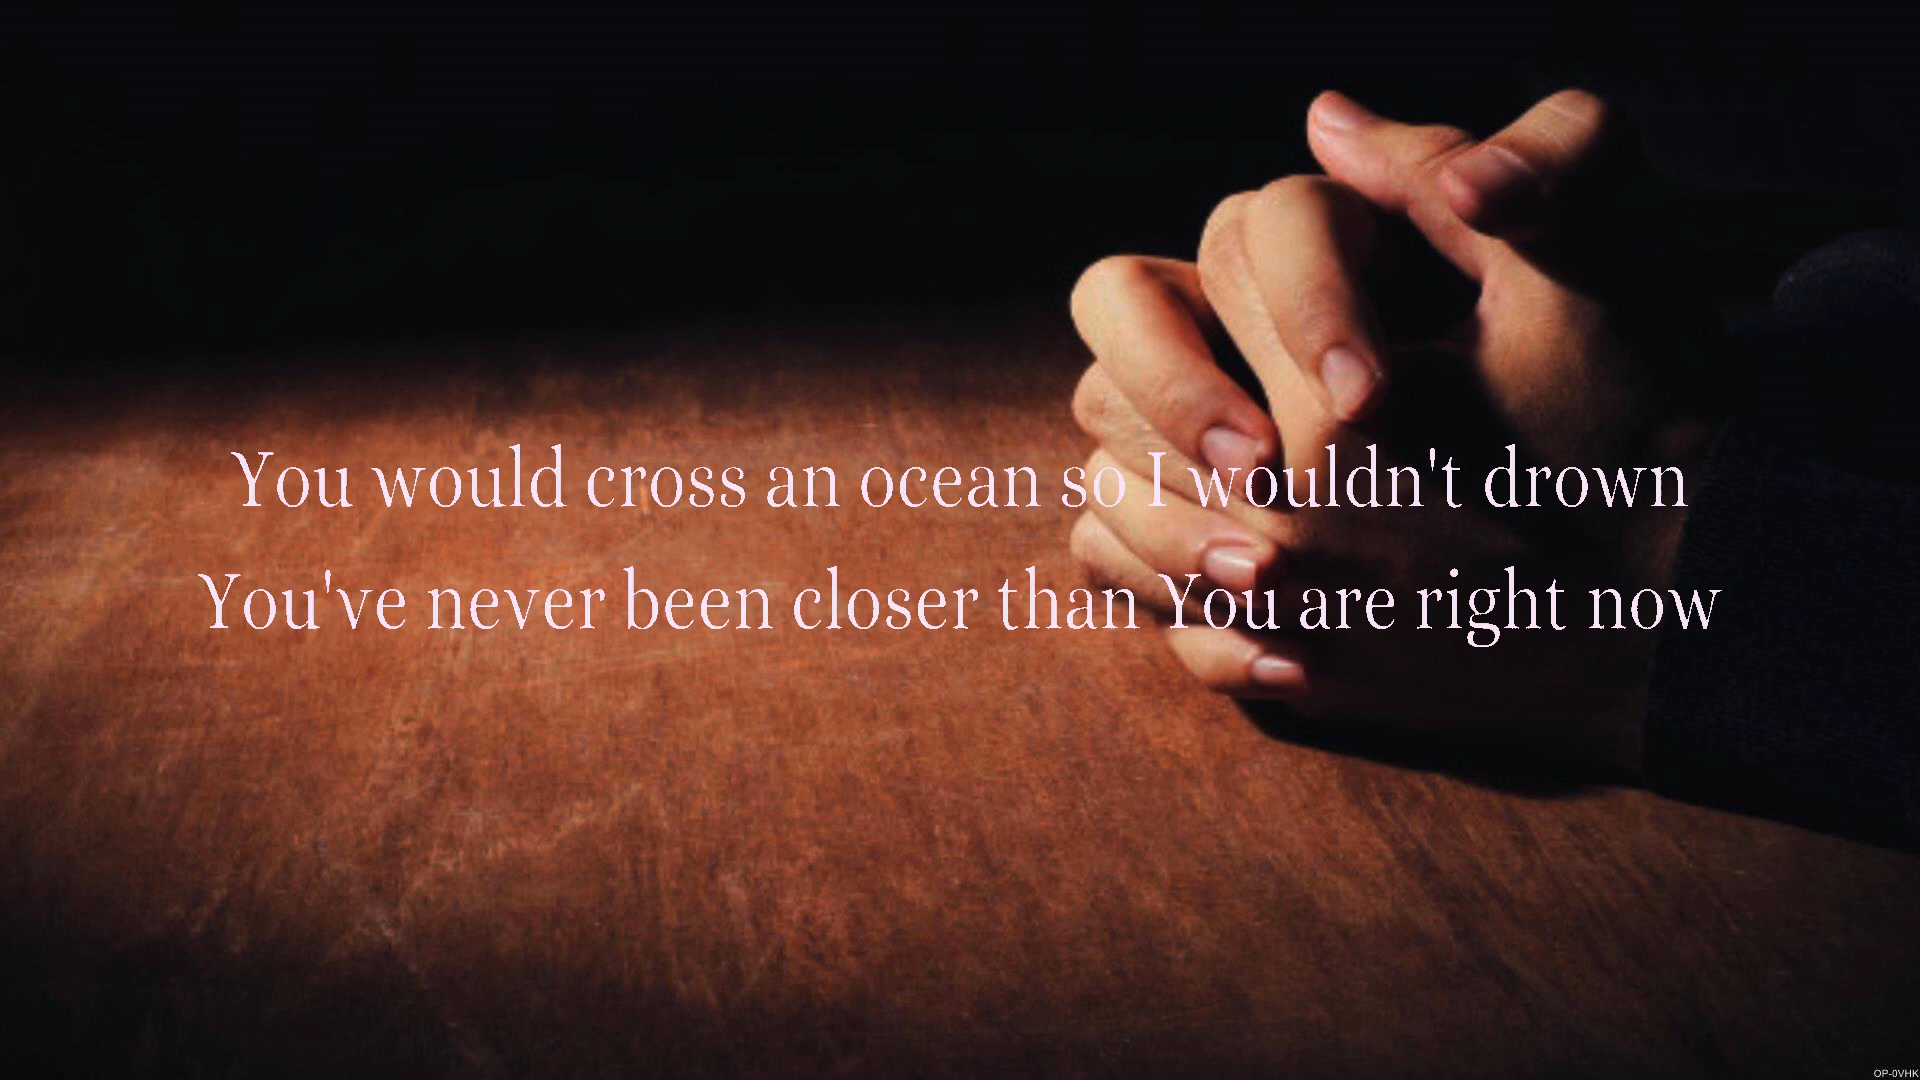 You would cross an ocean so I wouldn't drown
You've never been closer than You are right now
OP-0VHK